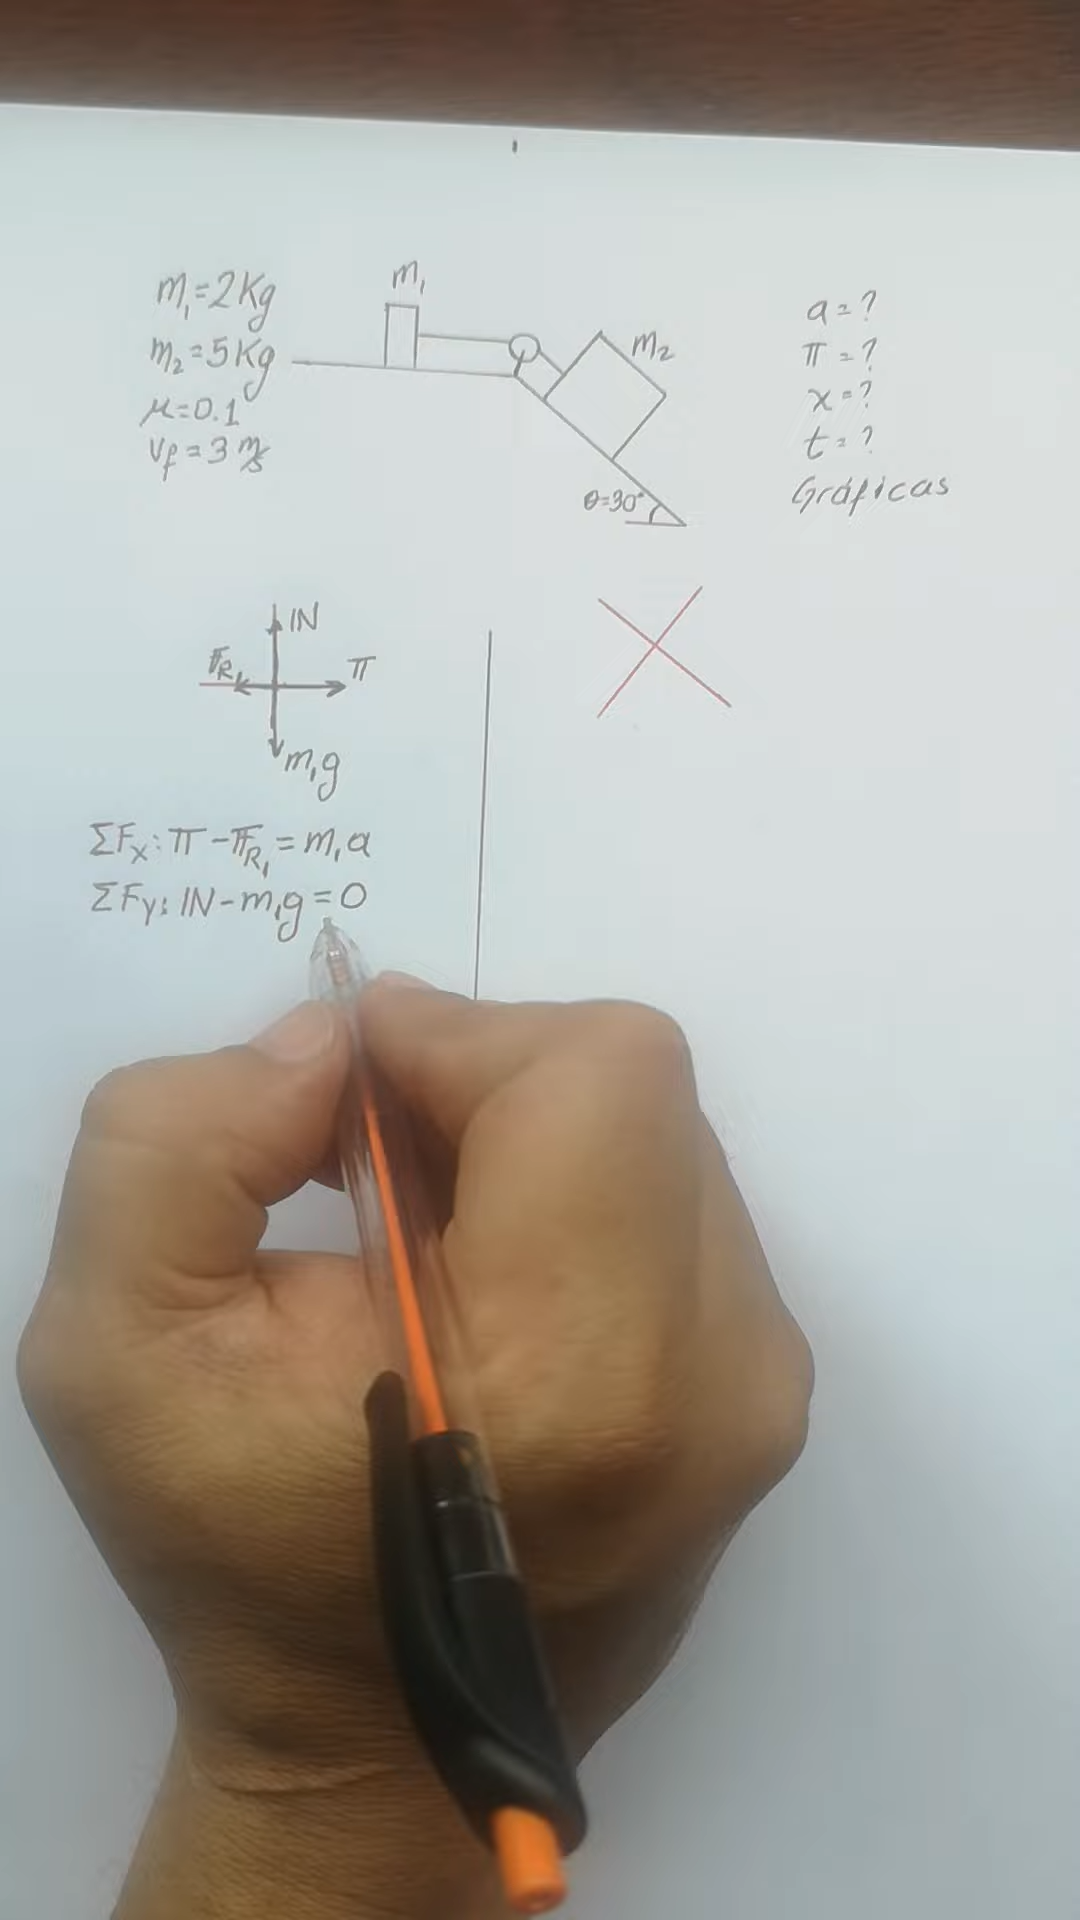 m₁=2Kg
m₂=5Kg
μ=0.1
Vf=3 m/s
m₁
m₂
θ=30°
a=?
T=?
x=?
t=?
Gráficas
N
FR₁
T
m₁g
ΣFx: T-FR₁=m₁a
ΣFy: N-m₁g=0